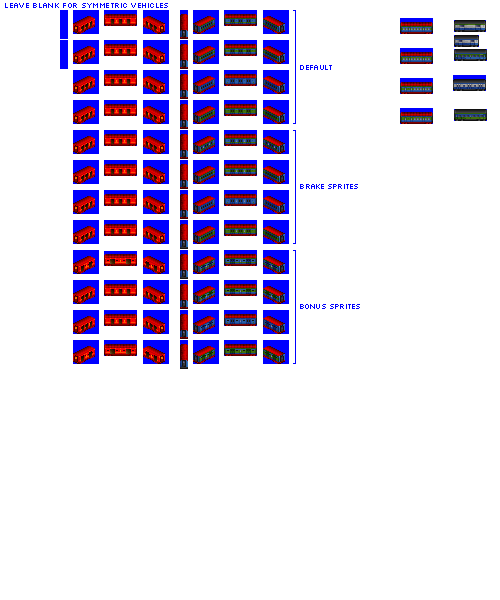 LEAVE BLANK FOR SYMMETRIC VEHICLES
DEFAULT
BRAKE SPRITES
BONUS SPRITES